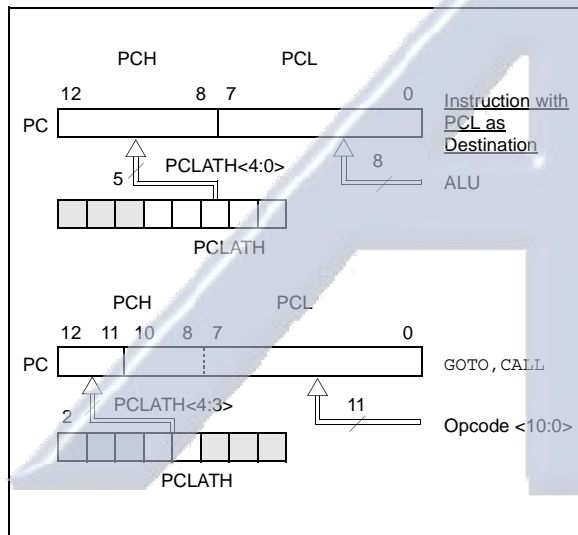 PCH PCL
12 8 7 0
PC
Instruction with
PCL as
Destination
5 PCLATH<4:0> 8
ALU
PCLATH
PCH PCL
12 11 10 8 7 0
PC GOTO,CALL
2 PCLATH<4:3> 11
Opcode <10:0>
PCLATH